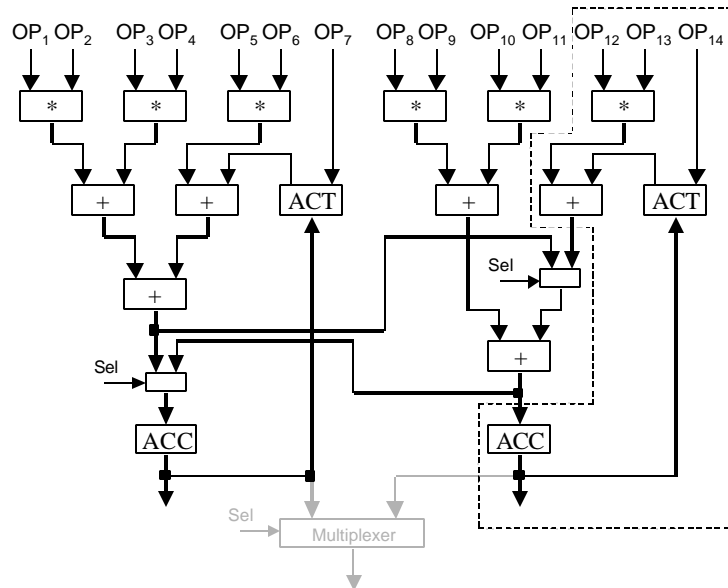 OP1 OP2 OP3 OP4 OP5 OP6 OP7 OP8 OP9 OP10 OP11 OP12 OP13 OP14
* * * * * *
+ + ACT + + ACT
Sel
+
+
Sel
ACC ACC
Sel Multiplexer